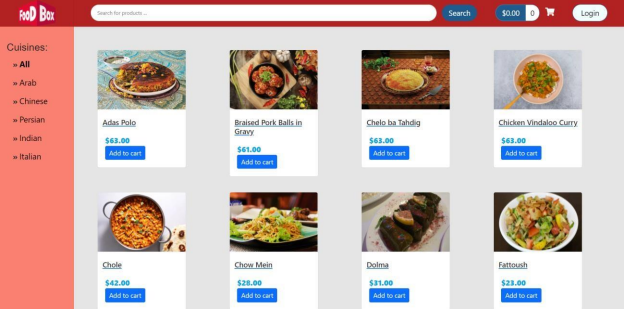 FOOD BOX
Search for products ...
Search
$0.00 0
Login
Cuisines:
» All
» Arab
» Chinese
» Persian
» Indian
» Italian
Adas Polo
$63.00
Add to cart
Braised Pork Balls in
Gravy
$61.00
Add to cart
Chelo ba Tahdig
$63.00
Add to cart
Chicken Vindaloo Curry
$63.00
Add to cart
Chole
$42.00
Add to cart
Chow Mein
$28.00
Add to cart
Dolma
$31.00
Add to cart
Fattoush
$23.00
Add to cart